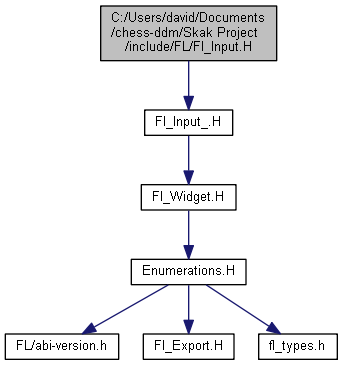 C:/Users/david/Documents
/chess-ddm/Skak Project
/include/FL/Fl_Input.H
Fl_Input_.H
Fl_Widget.H
Enumerations.H
FL/abi-version.h
Fl_Export.H
fl_types.h